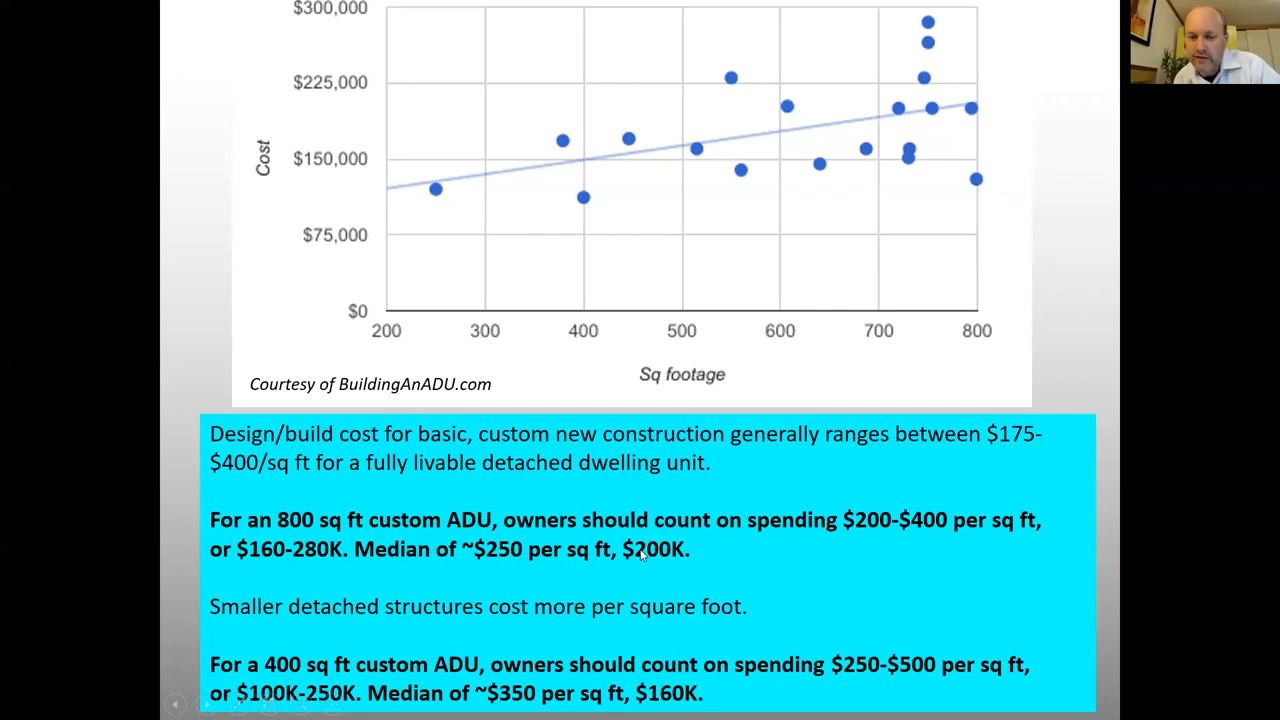 $300,000
$225,000
$150,000
$75,000
$0
Cost
200 300 400 500 600 700 800
Sq footage
Courtesy of BuildingAnADU.com
Design/build cost for basic, custom new construction generally ranges between $175-
$400/sq ft for a fully livable detached dwelling unit.
For an 800 sq ft custom ADU, owners should count on spending $200-$400 per sq ft,
or $160-280K. Median of ~$250 per sq ft, $200K.
Smaller detached structures cost more per square foot.
For a 400 sq ft custom ADU, owners should count on spending $250-$500 per sq ft,
or $100K-250K. Median of ~$350 per sq ft, $160K.